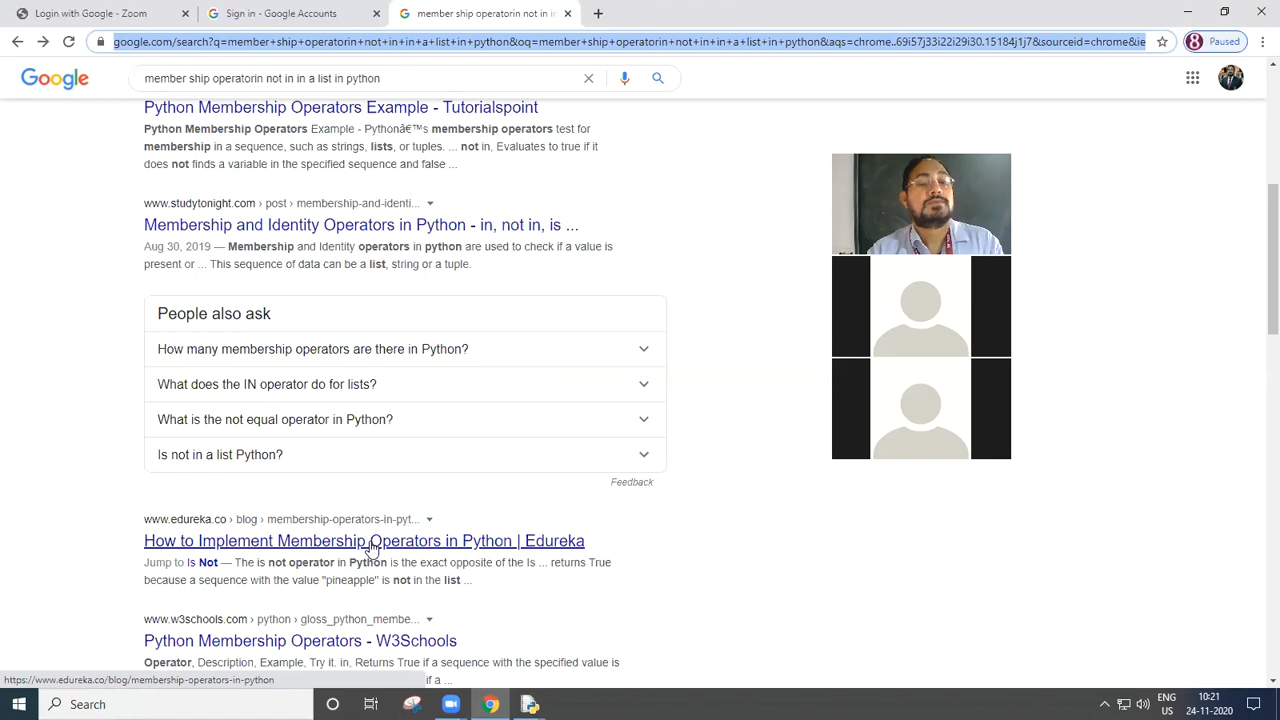 Login with Google - Zoom
Sign in - Google Accounts
member ship operatorin not in in
google.com/search?q=member+ship+operatorin+not+in+in+a+list+in+python&oq=member+ship+operatorin+not+in+in+a+list+in+python&aqs=chrome..69i57j33i22i29i30.15184j1j7&sourceid=chrome&ie
Paused
Google
member ship operatorin not in in a list in python
Python Membership Operators Example - Tutorialspoint
Python Membership Operators Example - Pythonâ€™s membership operators test for
membership in a sequence, such as strings, lists, or tuples. ... not in, Evaluates to true if it
does not finds a variable in the specified sequence and false ...
www.studytonight.com › post › membership-and-identi...
Membership and Identity Operators in Python - in, not in, is ...
Aug 30, 2019 — Membership and Identity operators in python are used to check if a value is
present or ... This sequence of data can be a list, string or a tuple.
People also ask
How many membership operators are there in Python?
What does the IN operator do for lists?
What is the not equal operator in Python?
Is not in a list Python?
Feedback
www.edureka.co › blog › membership-operators-in-pyt...
How to Implement Membership Operators in Python | Edureka
Jump to Is Not — The is not operator in Python is the exact opposite of the Is ... returns True
because a sequence with the value "pineapple" is not in the list ...
www.w3schools.com › python › gloss_python_membe...
Python Membership Operators - W3Schools
Operator, Description, Example, Try it. in, Returns True if a sequence with the specified value is
if a ...
https://www.edureka.co/blog/membership-operators-in-python
Search
ENG
US
10:21
24-11-2020